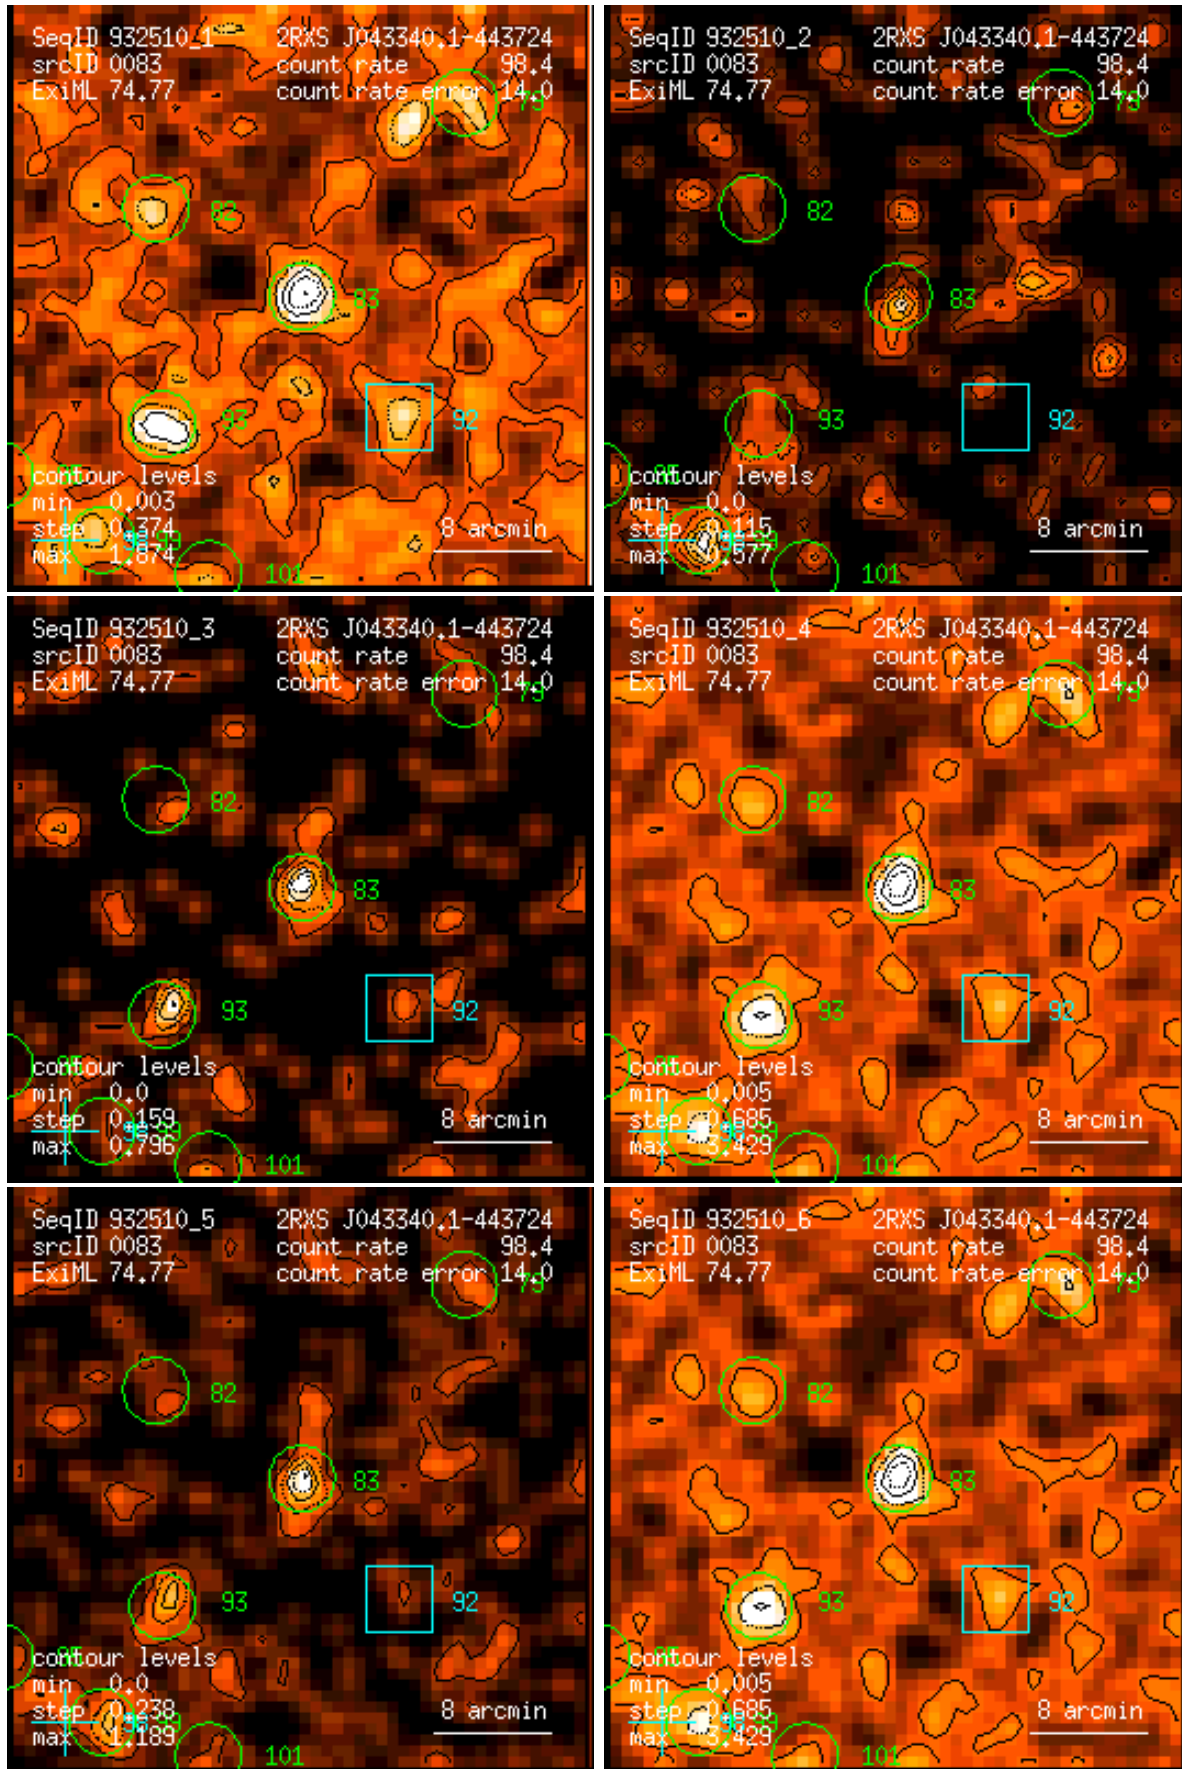 SeqID 932510_1 2RXS J043340.1-443724
srcID 0083 count rate 98.4
ExiML 74.77 count rate error 14.0
79
82
83
93
92
contour levels
min 0.003
step 0.374
max 1.874
8 arcmin
101
SeqID 932510_2 2RXS J043340.1-443724
srcID 0083 count rate 98.4
ExiML 74.77 count rate error 14.0
79
82
83
93
92
contour levels
min 0.0
step 0.115
max 0.577
8 arcmin
101
SeqID 932510_3 2RXS J043340.1-443724
srcID 0083 count rate 98.4
ExiML 74.77 count rate error 14.0
79
82
83
93
92
contour levels
min 0.0
step 0.159
max 0.796
8 arcmin
101
SeqID 932510_4 2RXS J043340.1-443724
srcID 0083 count rate 98.4
ExiML 74.77 count rate error 14.0
79
82
83
93
92
contour levels
min 0.005
step 0.685
max 3.429
8 arcmin
101
SeqID 932510_5 2RXS J043340.1-443724
srcID 0083 count rate 98.4
ExiML 74.77 count rate error 14.0
79
82
83
93
92
contour levels
min 0.0
step 0.238
max 1.189
8 arcmin
101
SeqID 932510_6 2RXS J043340.1-443724
srcID 0083 count rate 98.4
ExiML 74.77 count rate error 14.0
79
82
83
93
92
contour levels
min 0.005
step 0.685
max 3.429
8 arcmin
101